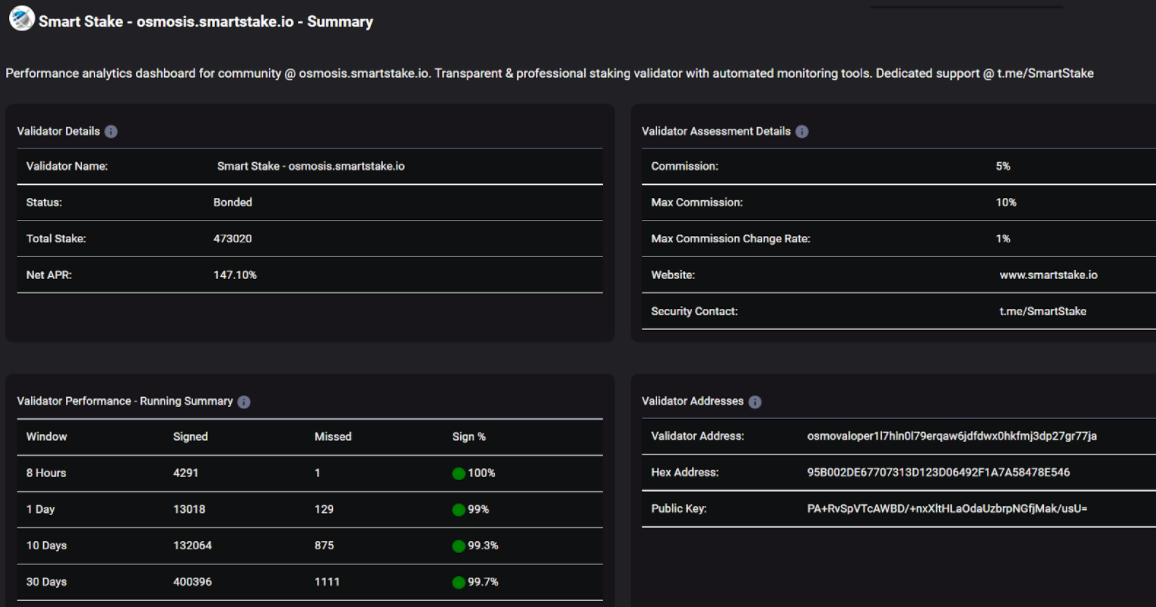 Smart Stake - osmosis.smartstake.io - Summary
Performance analytics dashboard for community @ osmosis.smartstake.io. Transparent & professional staking validator with automated monitoring tools. Dedicated support @ t.me/SmartStake
Validator Details
Validator Name: Smart Stake - osmosis.smartstake.io
Status: Bonded
Total Stake: 473020
Net APR: 147.10%
Validator Assessment Details
Commission: 5%
Max Commission: 10%
Max Commission Change Rate: 1%
Website: www.smartstake.io
Security Contact: t.me/SmartStake
Validator Performance - Running Summary
Window Signed Missed Sign %
8 Hours 4291 1 100%
1 Day 13018 129 99%
10 Days 132064 875 99.3%
30 Days 400396 1111 99.7%
Validator Addresses
Validator Address: osmovaloper1l7hln0l79erqaw6jdfdwx0hkfmj3dp27gr77ja
Hex Address: 95B002DE67707313D123D06492F1A7A58478E546
Public Key: PA+RvSpVTcAWBD/+nxXltHLaOdaUzbrpNGfjMak/usU=